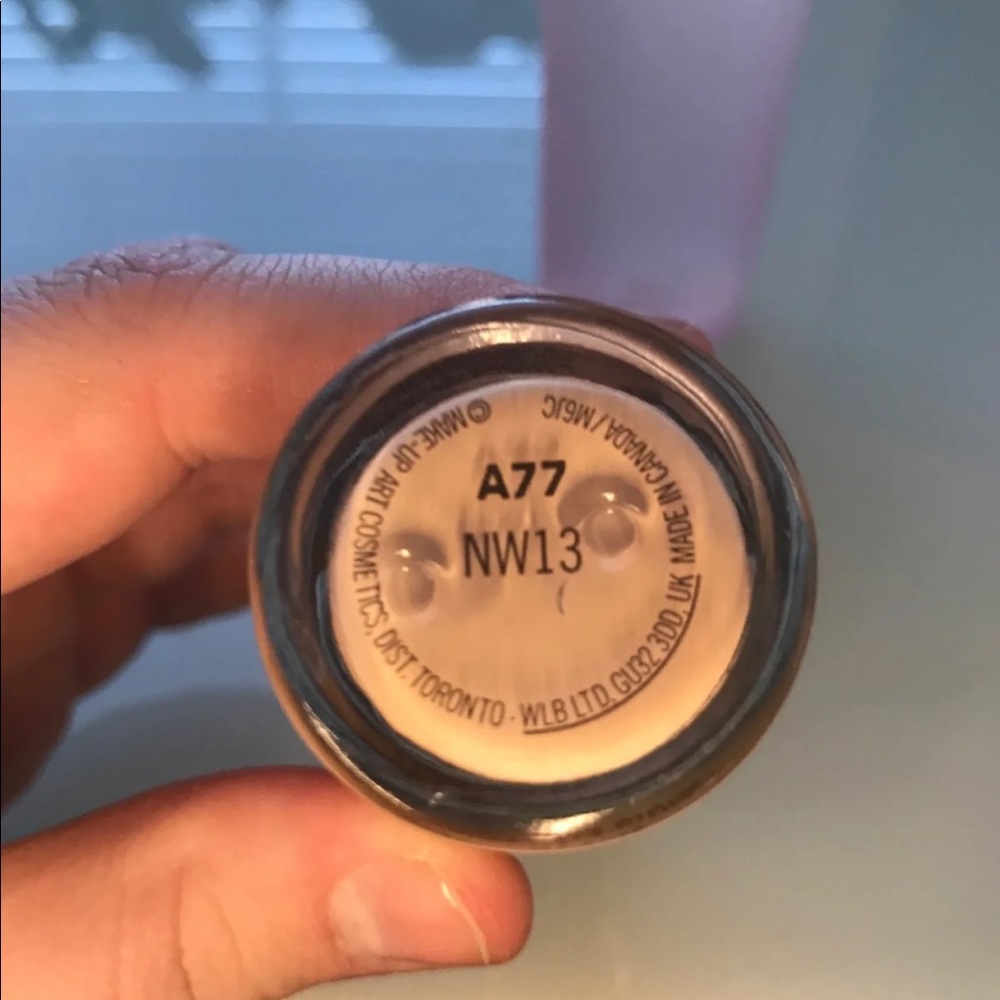 A77
NW13
© MAKE-UP ART COSMETICS, DIST. TORONTO - WLB LTD, GU32 3DD, UK MADE IN CANADA / M6JC